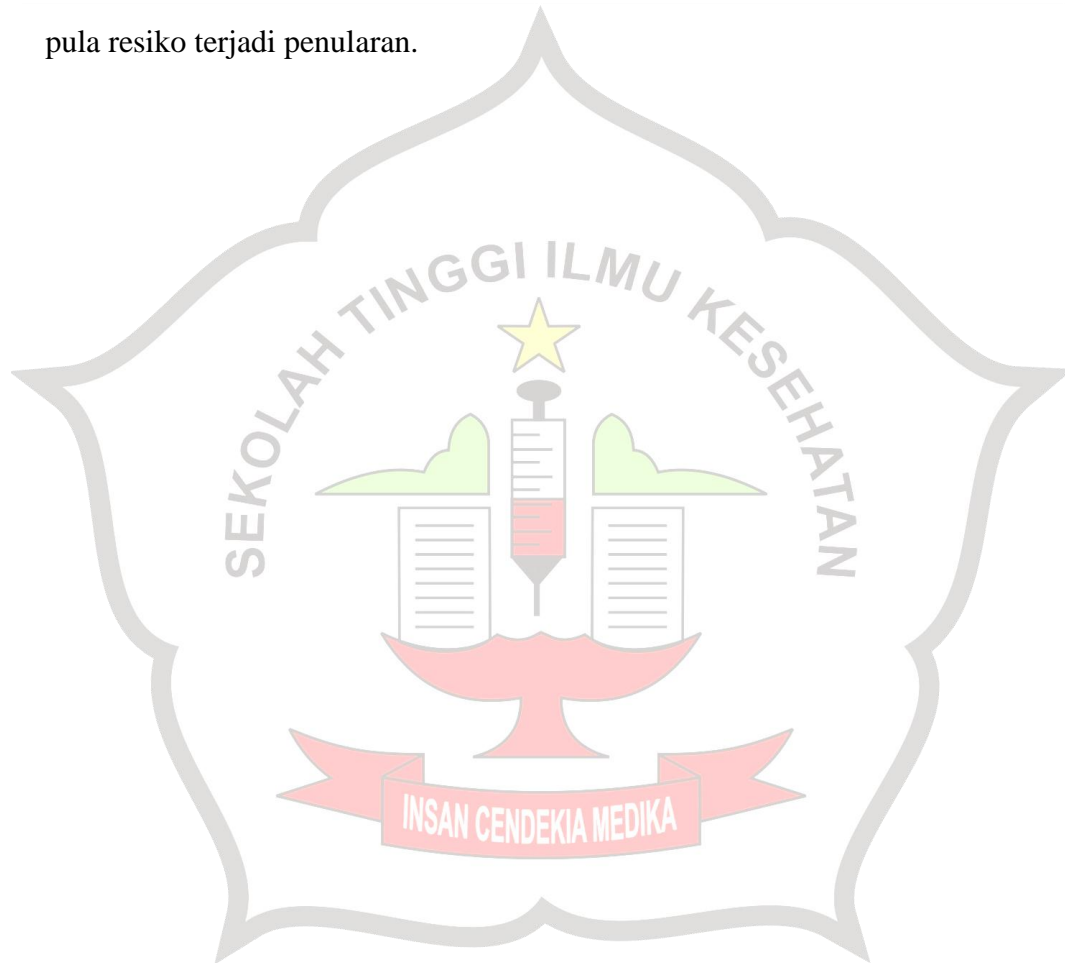 pula resiko terjadi penularan.
SEKOLAH TINGGI ILMU KESEHATAN
INSAN CENDEKIA MEDIKA